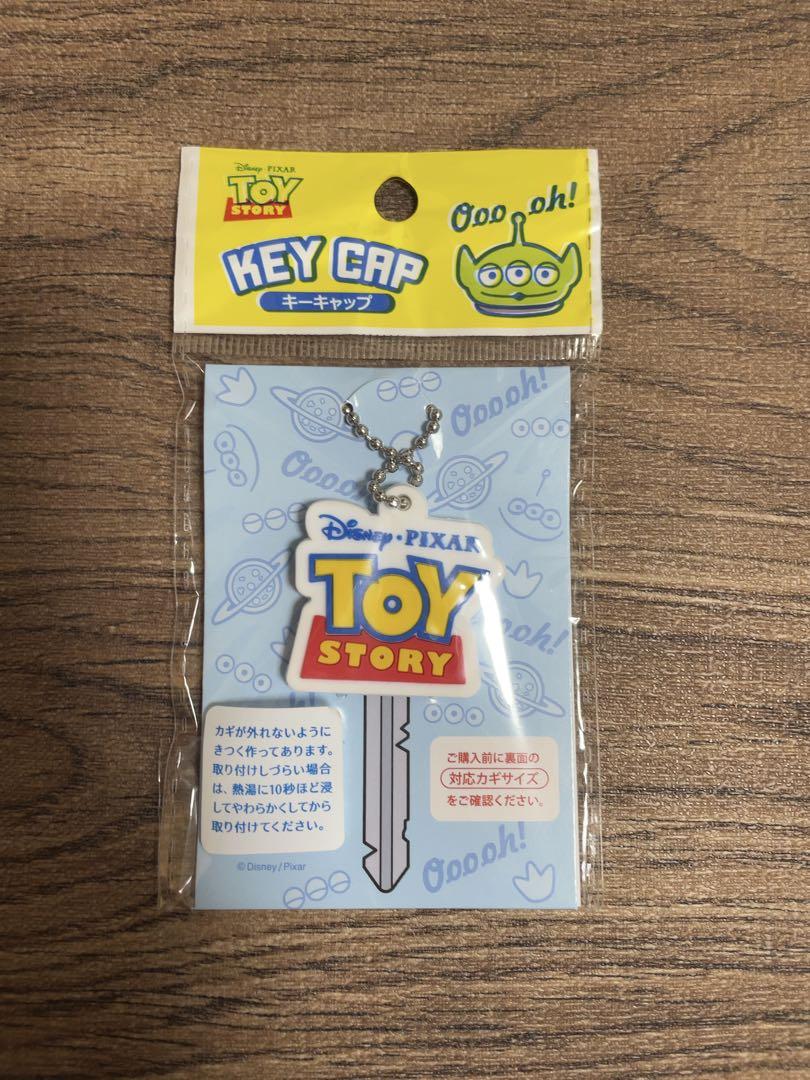 Disney · PIXAR
TOY
STORY
Ooo oh!
KEY CAP
キーキャップ
Ooooh!
Ooooh!
Disney · PIXAR
TOY
STORY
oh!
h!
カギが外れないように
きつく作ってあります。
取り付けしづらい場合
は、熱湯に10秒ほど浸
してやわらかくしてから
取り付けてください。
ご購入前に裏面の
対応カギサイズ
をご確認ください。
© Disney / Pixar
Ooooh!